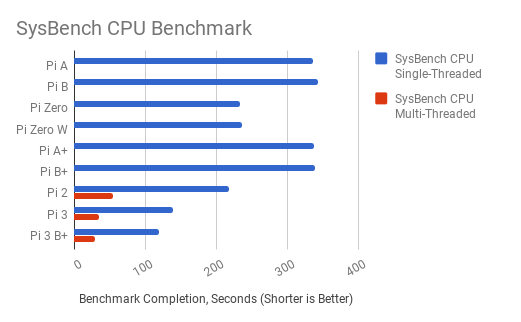 SysBench CPU Benchmark
Pi A
Pi B
Pi Zero
Pi Zero W
Pi A+
Pi B+
Pi 2
Pi 3
Pi 3 B+
0
100
200
300
400
Benchmark Completion, Seconds (Shorter is Better)
SysBench CPU
Single-Threaded
SysBench CPU
Multi-Threaded